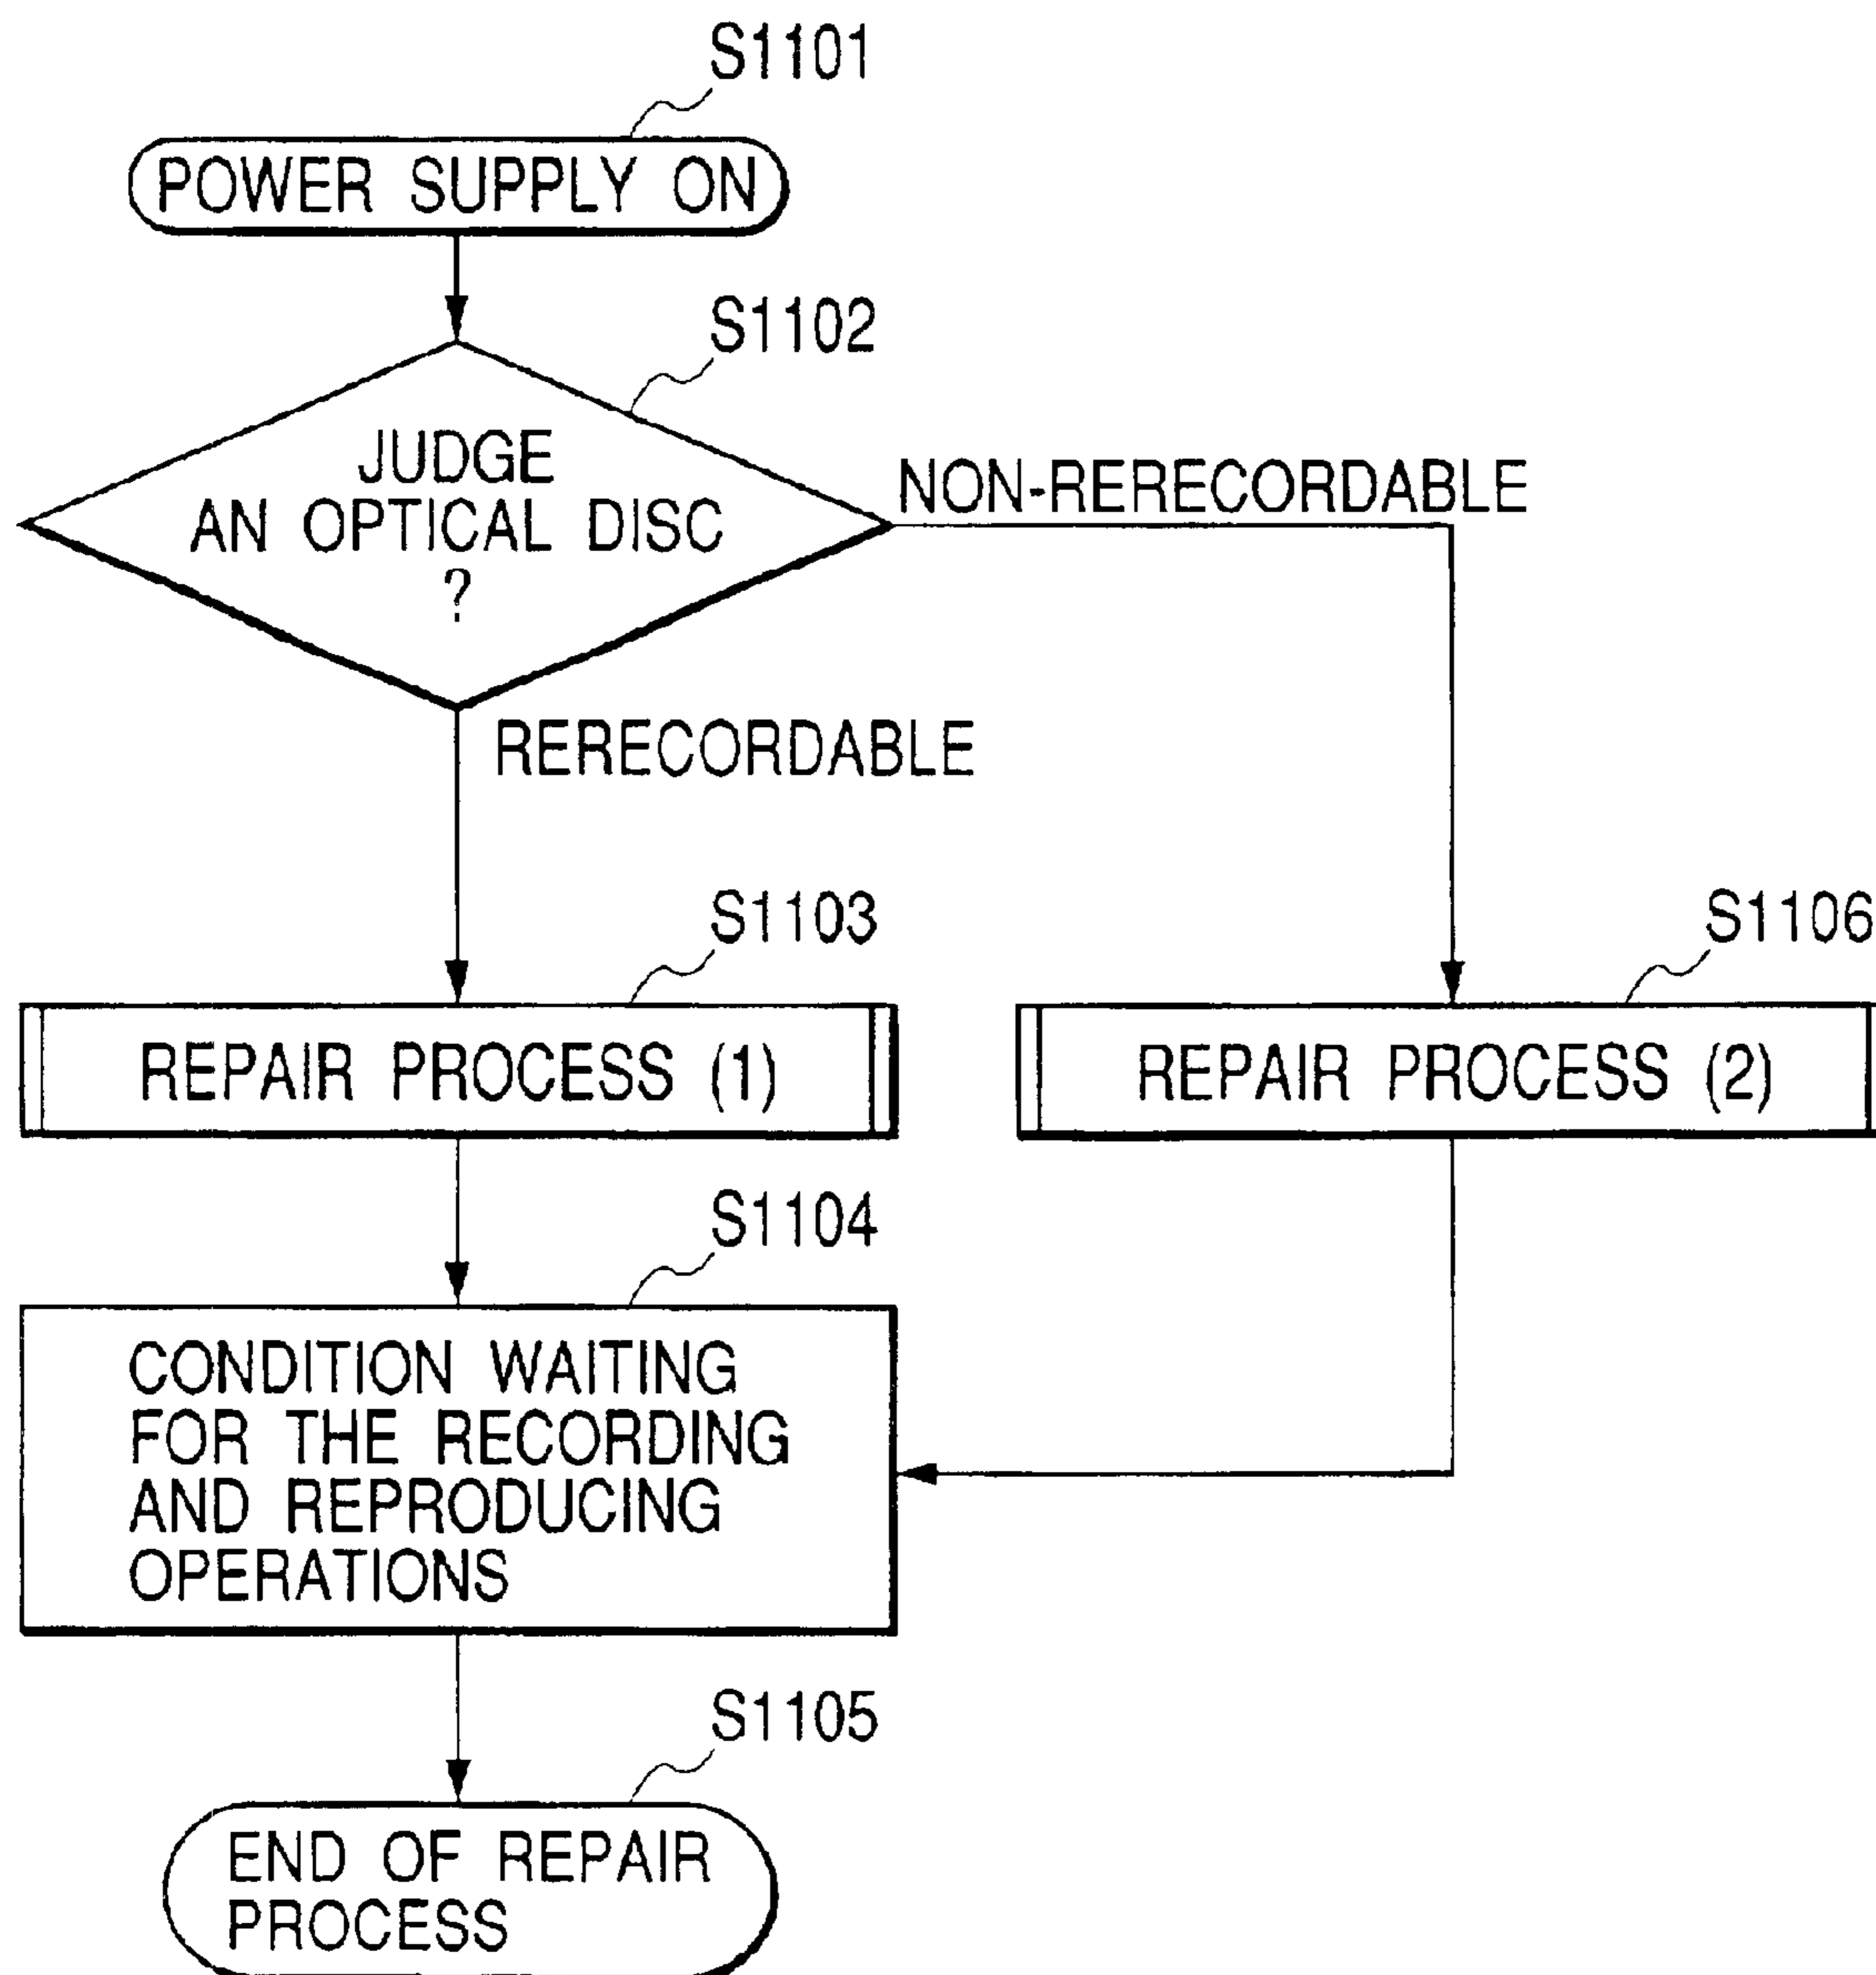 S1101
POWER SUPPLY ON
S1102
JUDGE
AN OPTICAL DISC
?
NON-RERECORDABLE
RERECORDABLE
S1103
S1106
REPAIR PROCESS (1)
REPAIR PROCESS (2)
S1104
CONDITION WAITING
FOR THE RECORDING
AND REPRODUCING
OPERATIONS
S1105
END OF REPAIR
PROCESS